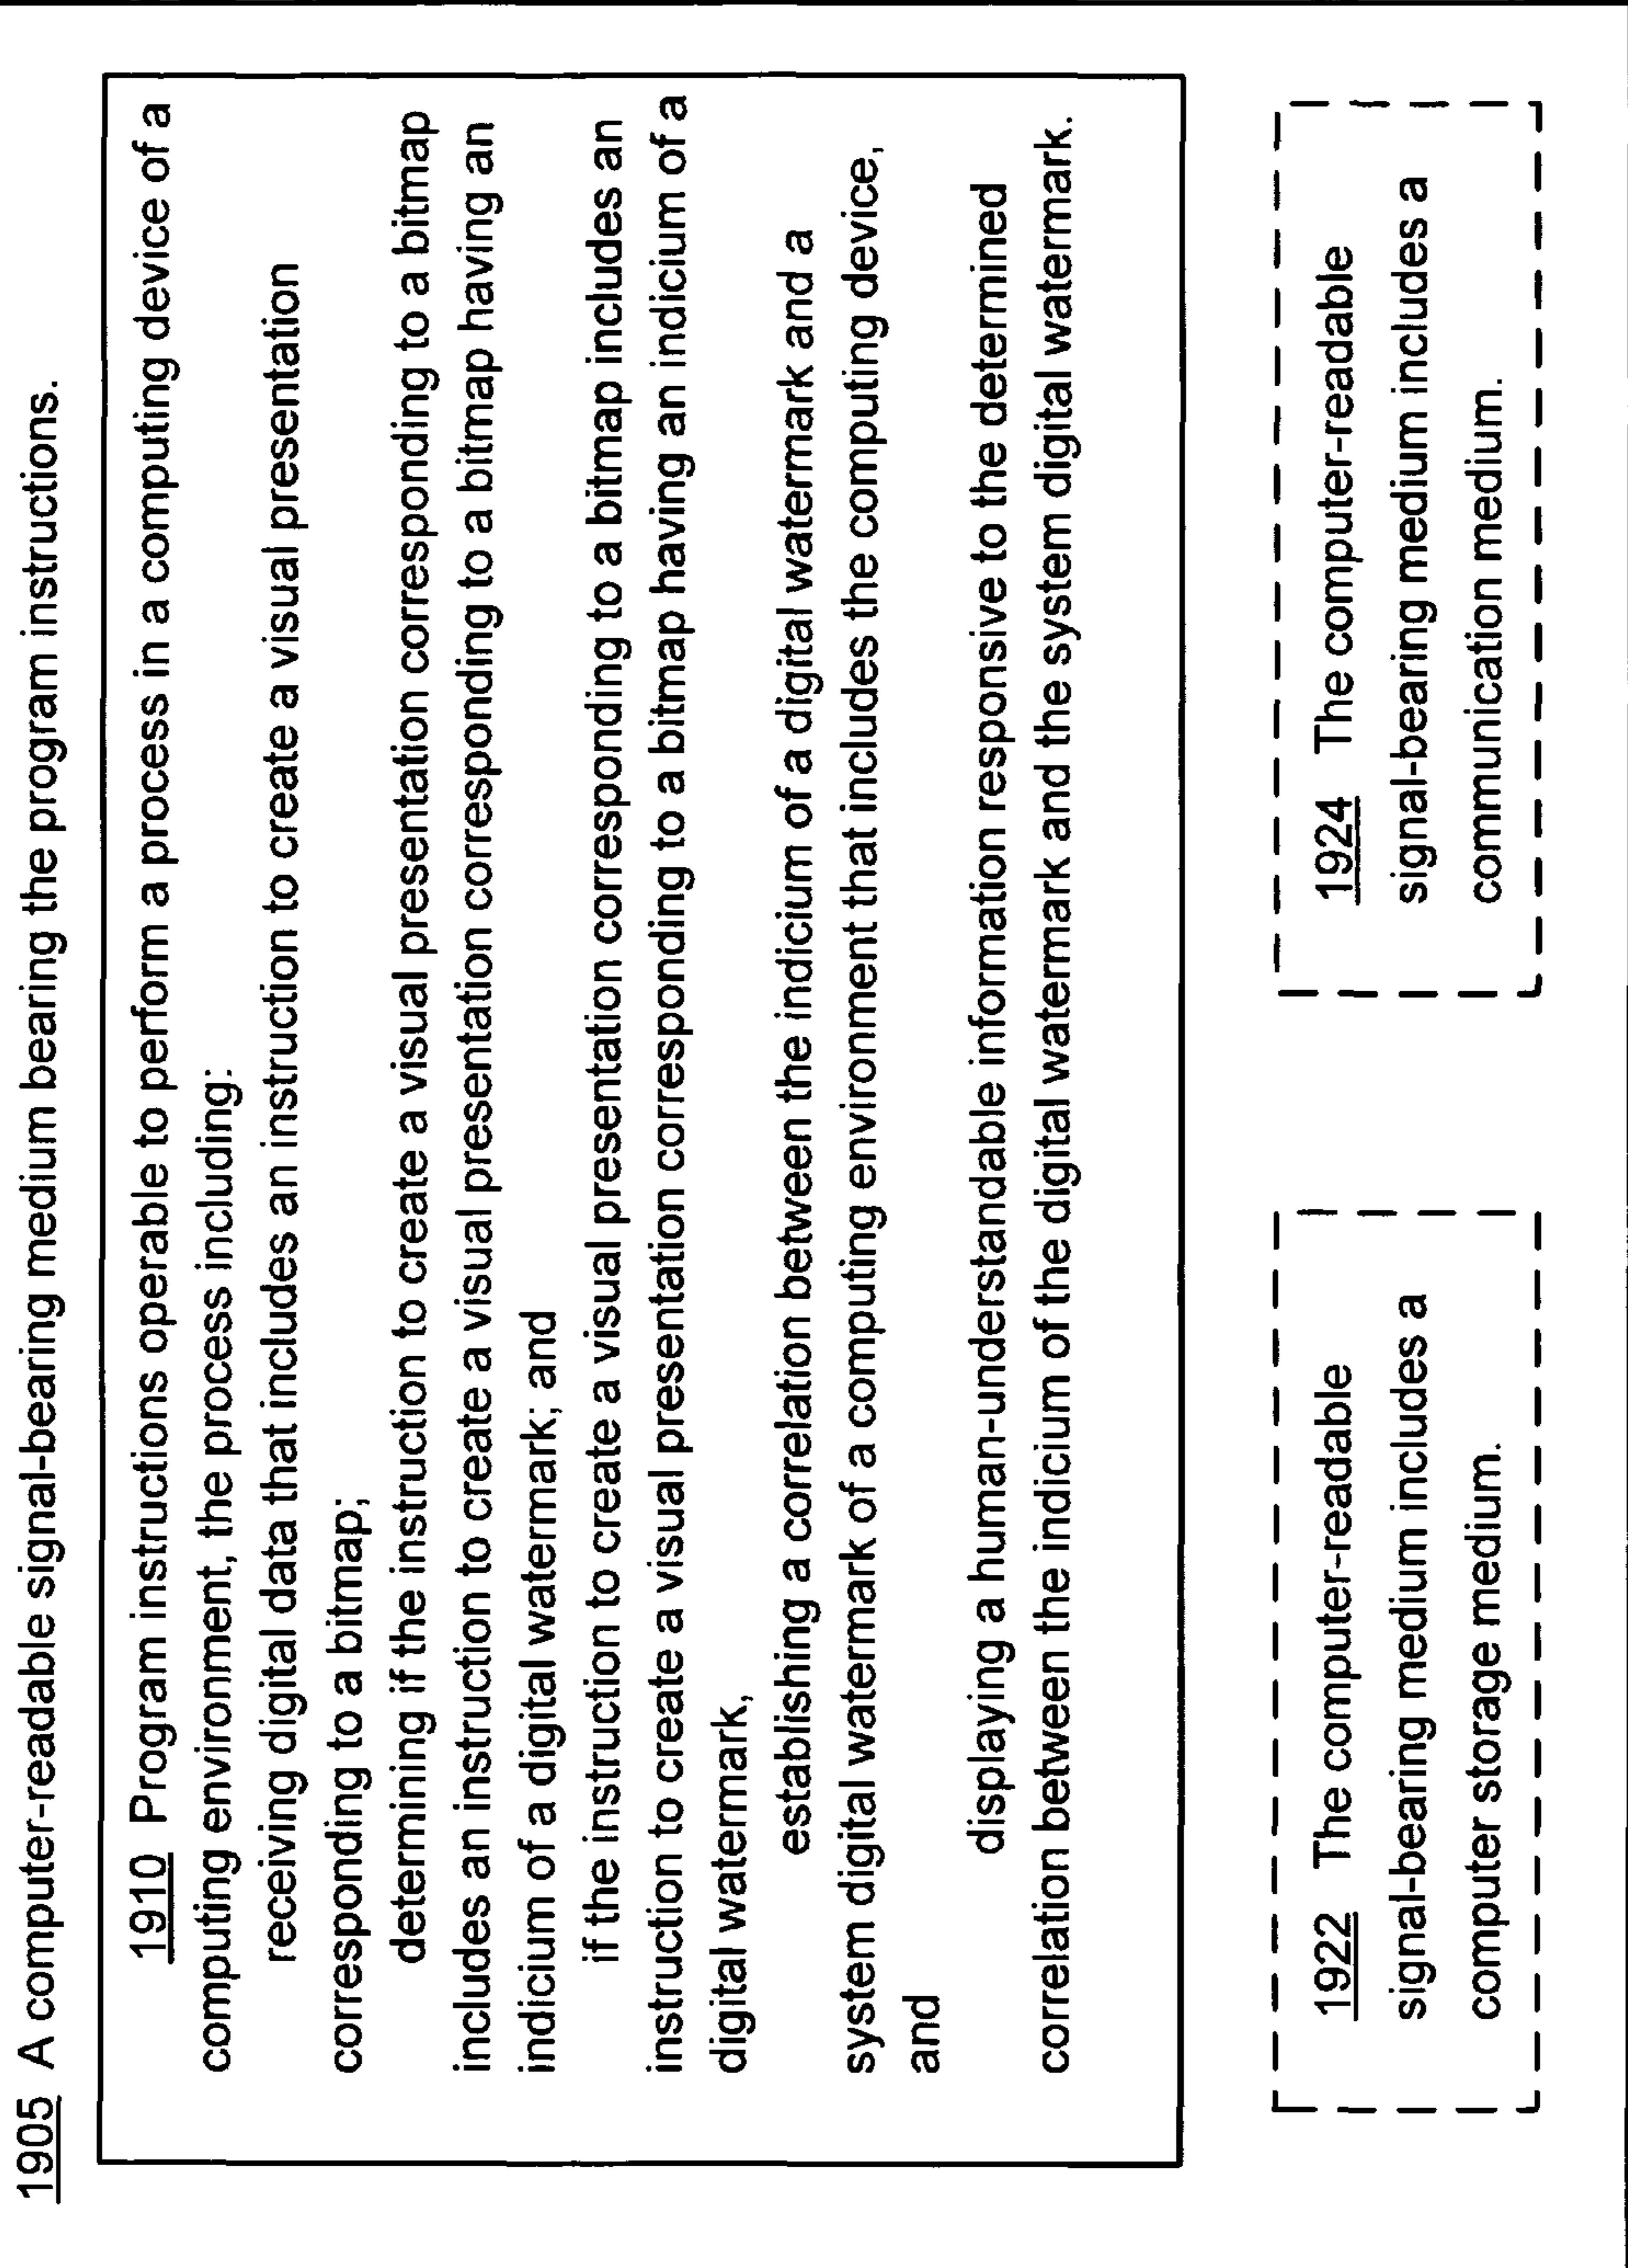 1905 A computer-readable signal-bearing medium bearing the program instructions.
1910 Program instructions operable to perform a process in a computing device of a
computing environment, the process including:
receiving digital data that includes an instruction to create a visual presentation
corresponding to a bitmap;
determining if the instruction to create a visual presentation corresponding to a bitmap
includes an instruction to create a visual presentation corresponding to a bitmap having an
indicium of a digital watermark; and
if the instruction to create a visual presentation corresponding to a bitmap includes an
instruction to create a visual presentation corresponding to a bitmap having an indicium of a
digital watermark,
establishing a correlation between the indicium of a digital watermark and a
system digital watermark of a computing environment that includes the computing device,
and
displaying a human-understandable information responsive to the determined
correlation between the indicium of the digital watermark and the system digital watermark.
1922 The computer-readable
signal-bearing medium includes a
computer storage medium.
1924 The computer-readable
signal-bearing medium includes a
communication medium.